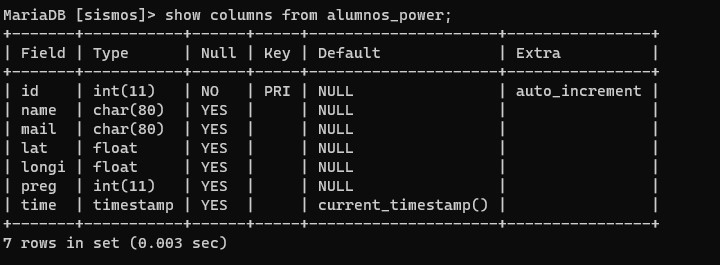 MariaDB [sismos]> show columns from alumnos_power;
+--------+-----------+------+-----+---------------------+----------------+
| Field | Type | Null | Key | Default | Extra |
+--------+-----------+------+-----+---------------------+----------------+
| id | int(11) | NO | PRI | NULL | auto_increment |
| name | char(80) | YES | | NULL | |
| mail | char(80) | YES | | NULL | |
| lat | float | YES | | NULL | |
| longi | float | YES | | NULL | |
| preg | int(11) | YES | | NULL | |
| time | timestamp | YES | | current_timestamp() | |
+--------+-----------+------+-----+---------------------+----------------+
7 rows in set (0.003 sec)